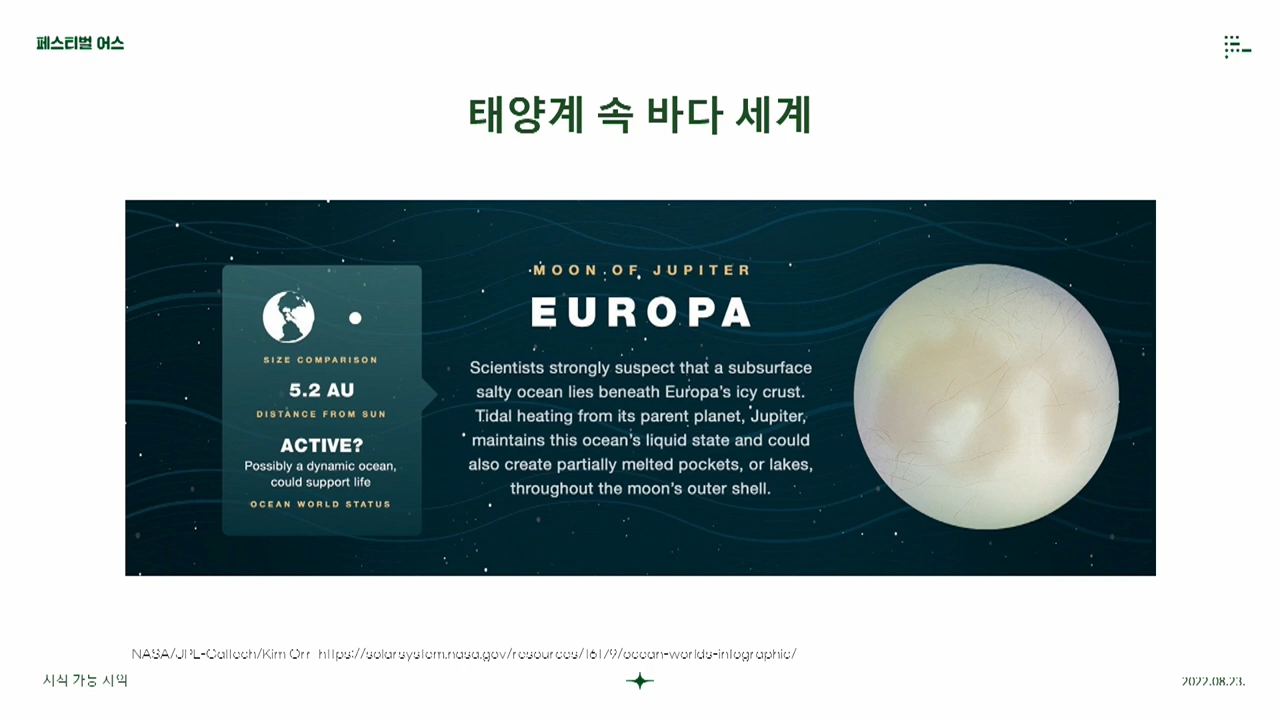 페스티벌 어스
태양계 속 바다 세계
MOON OF JUPITER
EUROPA
Scientists strongly suspect that a subsurface
salty ocean lies beneath Europa's icy crust.
Tidal heating from its parent planet, Jupiter,
maintains this ocean's liquid state and could
also create partially melted pockets, or lakes,
throughout the moon's outer shell.
SIZE COMPARISON
5.2 AU
DISTANCE FROM SUN
ACTIVE?
Possibly a dynamic ocean,
could support life
OCEAN WORLD STATUS
NASA/JPL-Caltech/Kim Orr https://solarsystem.nasa.gov/resources/16179/ocean-worlds-infographic/
가능
2022.08.23.